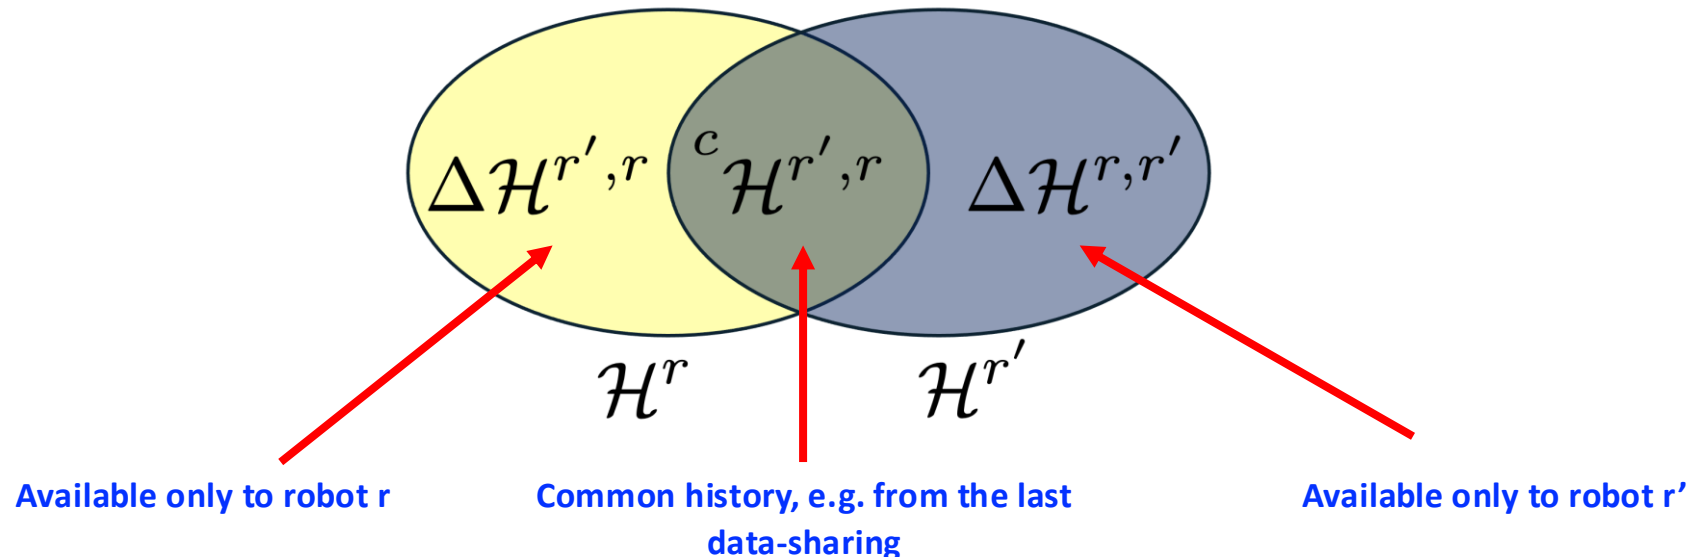 Δℋ^{r′,r} ^cℋ^{r′,r} Δℋ^{r,r′}
ℋ^r ℋ^{r′}
Available only to robot r Common history, e.g. from the last Available only to robot r’
data-sharing